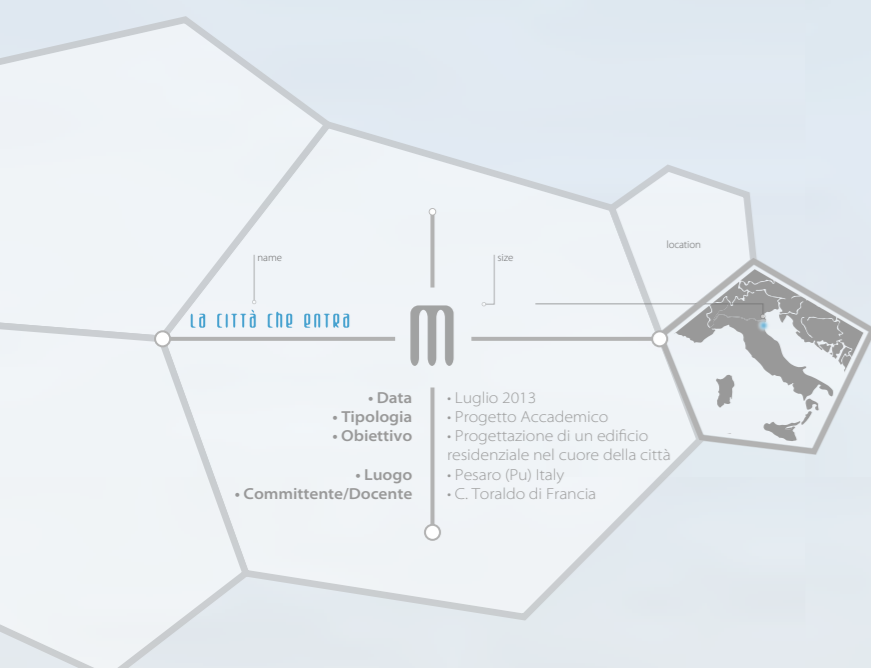 location
name
size
La città che entra
m
• Data
• Luglio 2013
• Tipologia
• Progetto Accademico
• Obiettivo
• Progettazione di un edificio
residenziale nel cuore della città
• Luogo
• Pesaro (Pu) Italy
• Committente/Docente
• C. Toraldo di Francia